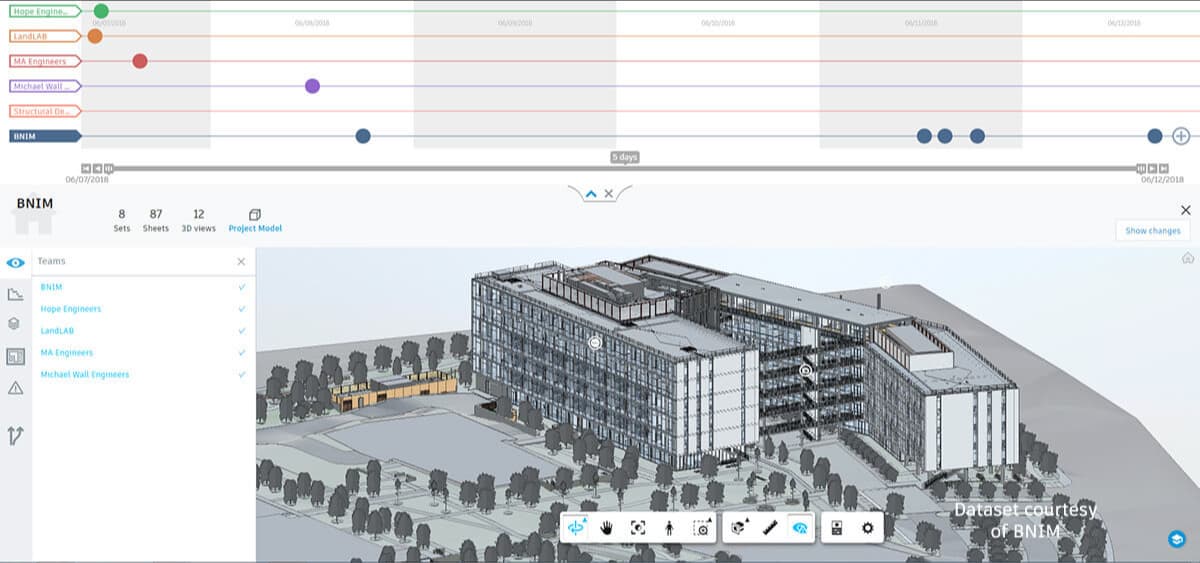 Hope Engine...
06/07/2018
06/08/2018
06/09/2018
06/10/2018
06/11/2018
06/12/2018
LandLAB
MA Engineers
Michael Wall ...
Structural De...
BNIM
5 days
06/07/2018
06/12/2018
BNIM
8
87
12
Sets
Sheets
3D views
Project Model
Show changes
Teams
BNIM
Hope Engineers
LandLAB
MA Engineers
Michael Wall Engineers
Dataset courtesy
of BNIM